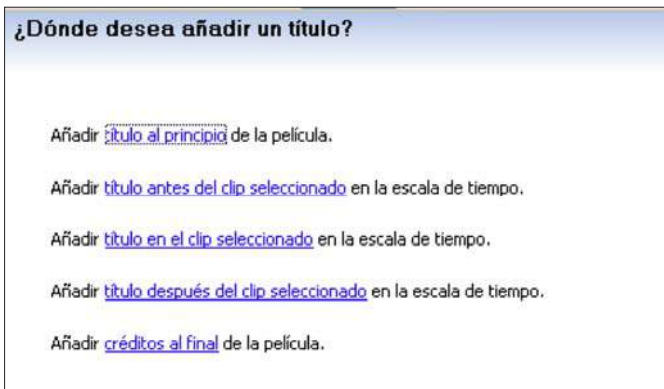 ¿Dónde desea añadir un título?
Añadir título al principio de la película.
Añadir título antes del clip seleccionado en la escala de tiempo.
Añadir título en el clip seleccionado en la escala de tiempo.
Añadir título después del clip seleccionado en la escala de tiempo.
Añadir créditos al final de la película.